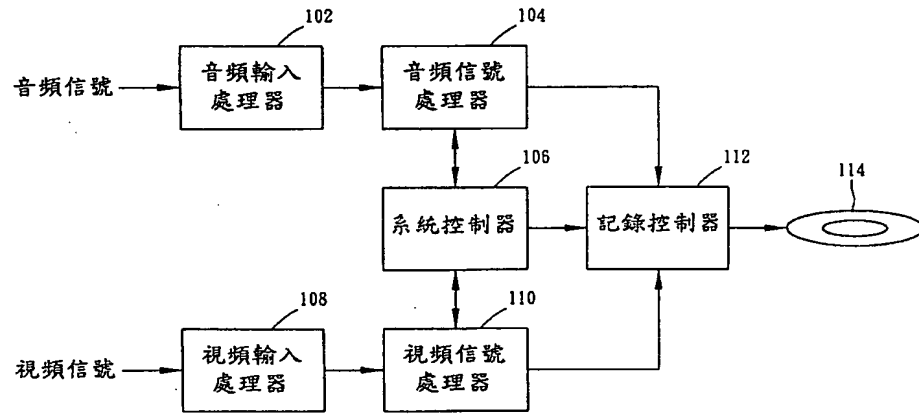 102
104
音頻信號
音頻輸入
處理器
音頻信號
處理器
106
112
114
系統控制器
記錄控制器
108
110
視頻信號
視頻輸入
處理器
視頻信號
處理器